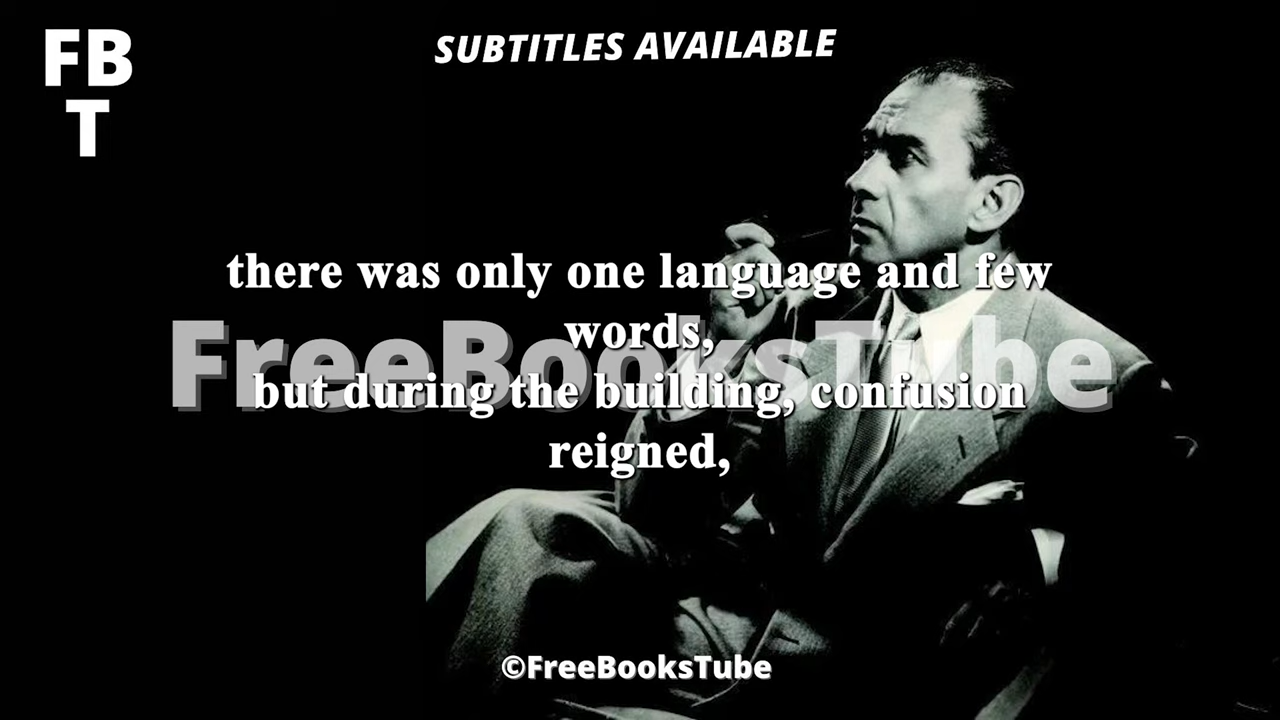 FB
T
SUBTITLES AVAILABLE
there was only one language and few
words,
FreeBooksTube
but during the building, confusion
reigned,
©FreeBooksTube